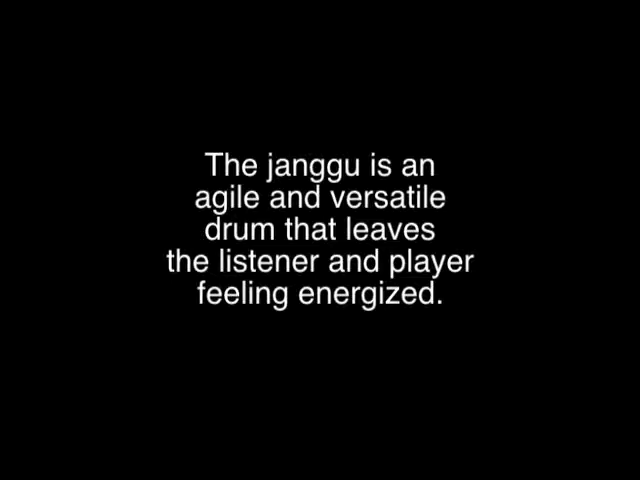 The janggu is an
agile and versatile
drum that leaves
the listener and player
feeling energized.